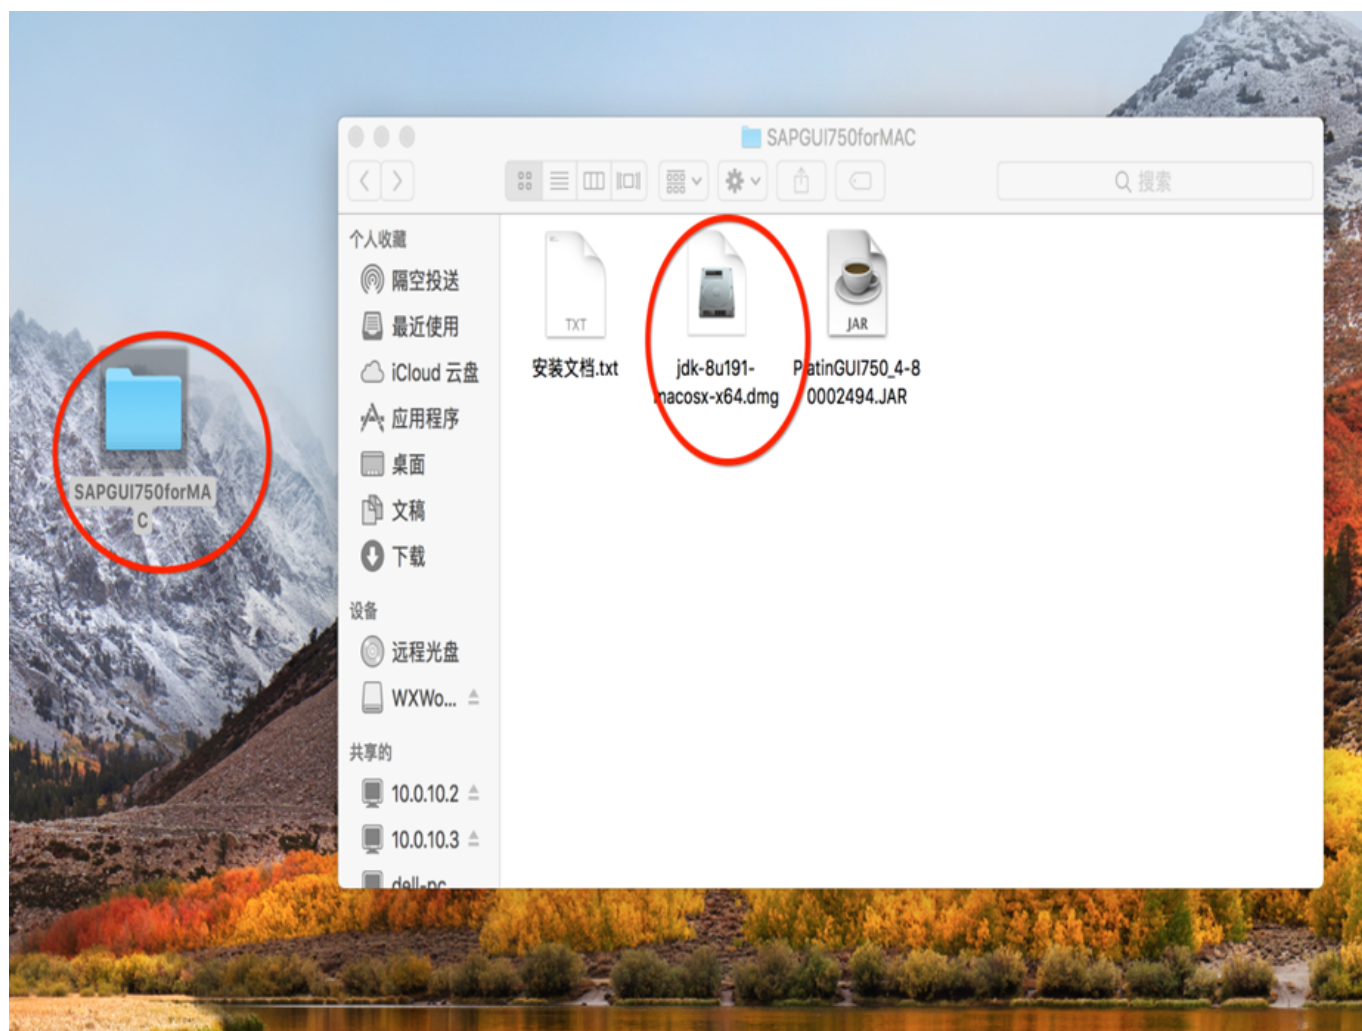 SAPGUI750forMAC
搜索
个人收藏
隔空投送
最近使用
iCloud 云盘
应用程序
桌面
文稿
下载
设备
远程光盘
WXWo...
共享的
10.0.10.2
10.0.10.3
dell-pc
TXT
安装文档.txt
jdk-8u191-
macosx-x64.dmg
JAR
PlatinGUI750_4-8
0002494.JAR
SAPGUI750forMA
C